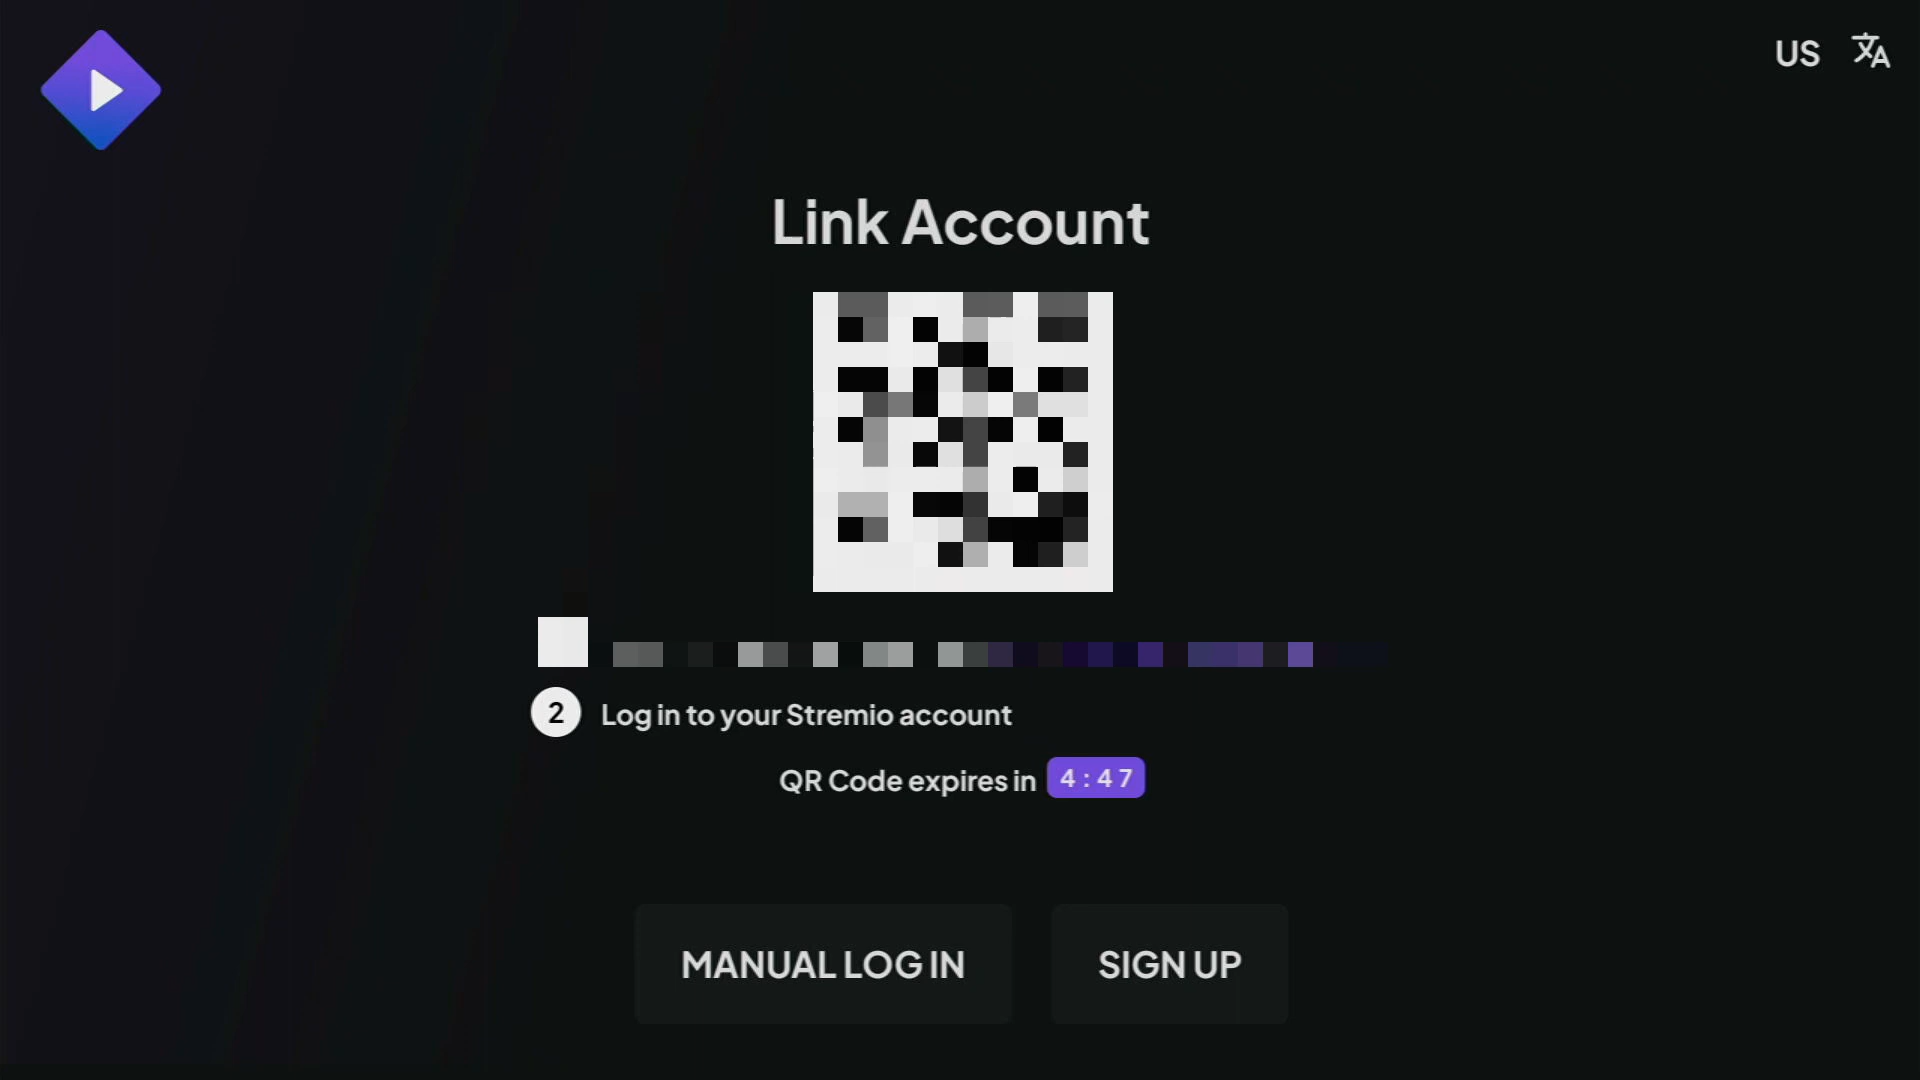 US
Link Account
2 Log in to your Stremio account
QR Code expires in 4:47
MANUAL LOG IN
SIGN UP